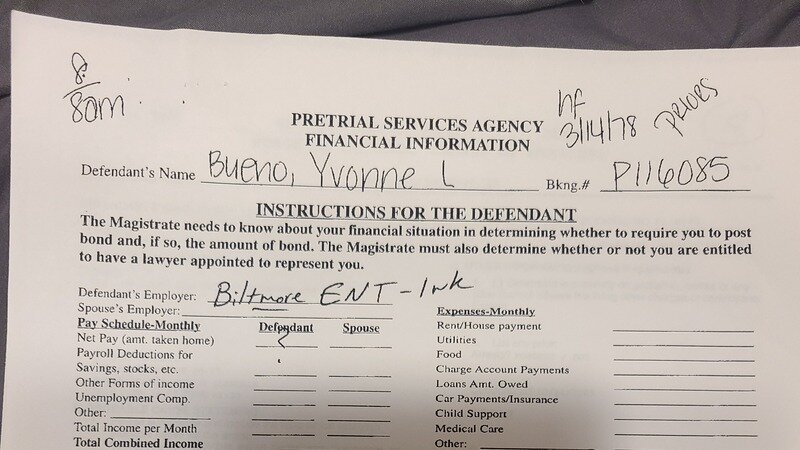 8:
8am
hf
3/14/78
PRIORS
PRETRIAL SERVICES AGENCY
FINANCIAL INFORMATION
Defendant's Name Bueno, Yvonne L Bkng.# P116085
INSTRUCTIONS FOR THE DEFENDANT
The Magistrate needs to know about your financial situation in determining whether to require you to post
bond and, if so, the amount of bond. The Magistrate must also determine whether or not you are entitled
to have a lawyer appointed to represent you.
Defendant's Employer: Biltmore ENT - Ink
Spouse's Employer:
Pay Schedule-Monthly Defendant Spouse
Net Pay (amt. taken home) ?
Payroll Deductions for
Savings, stocks, etc.
Other Forms of income
Unemployment Comp.
Other:
Total Income per Month
Total Combined Income
Expenses-Monthly
Rent/House payment
Utilities
Food
Charge Account Payments
Loans Amt. Owed
Car Payments/Insurance
Child Support
Medical Care
Other: